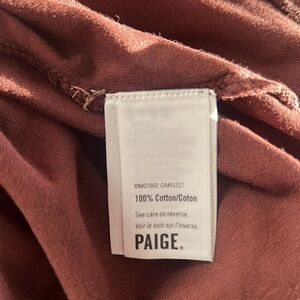 RN#27002 CA#51217
100% Cotton/Coton
See care on reverse.
Voir le soin sur l'inverse.
PAIGE.